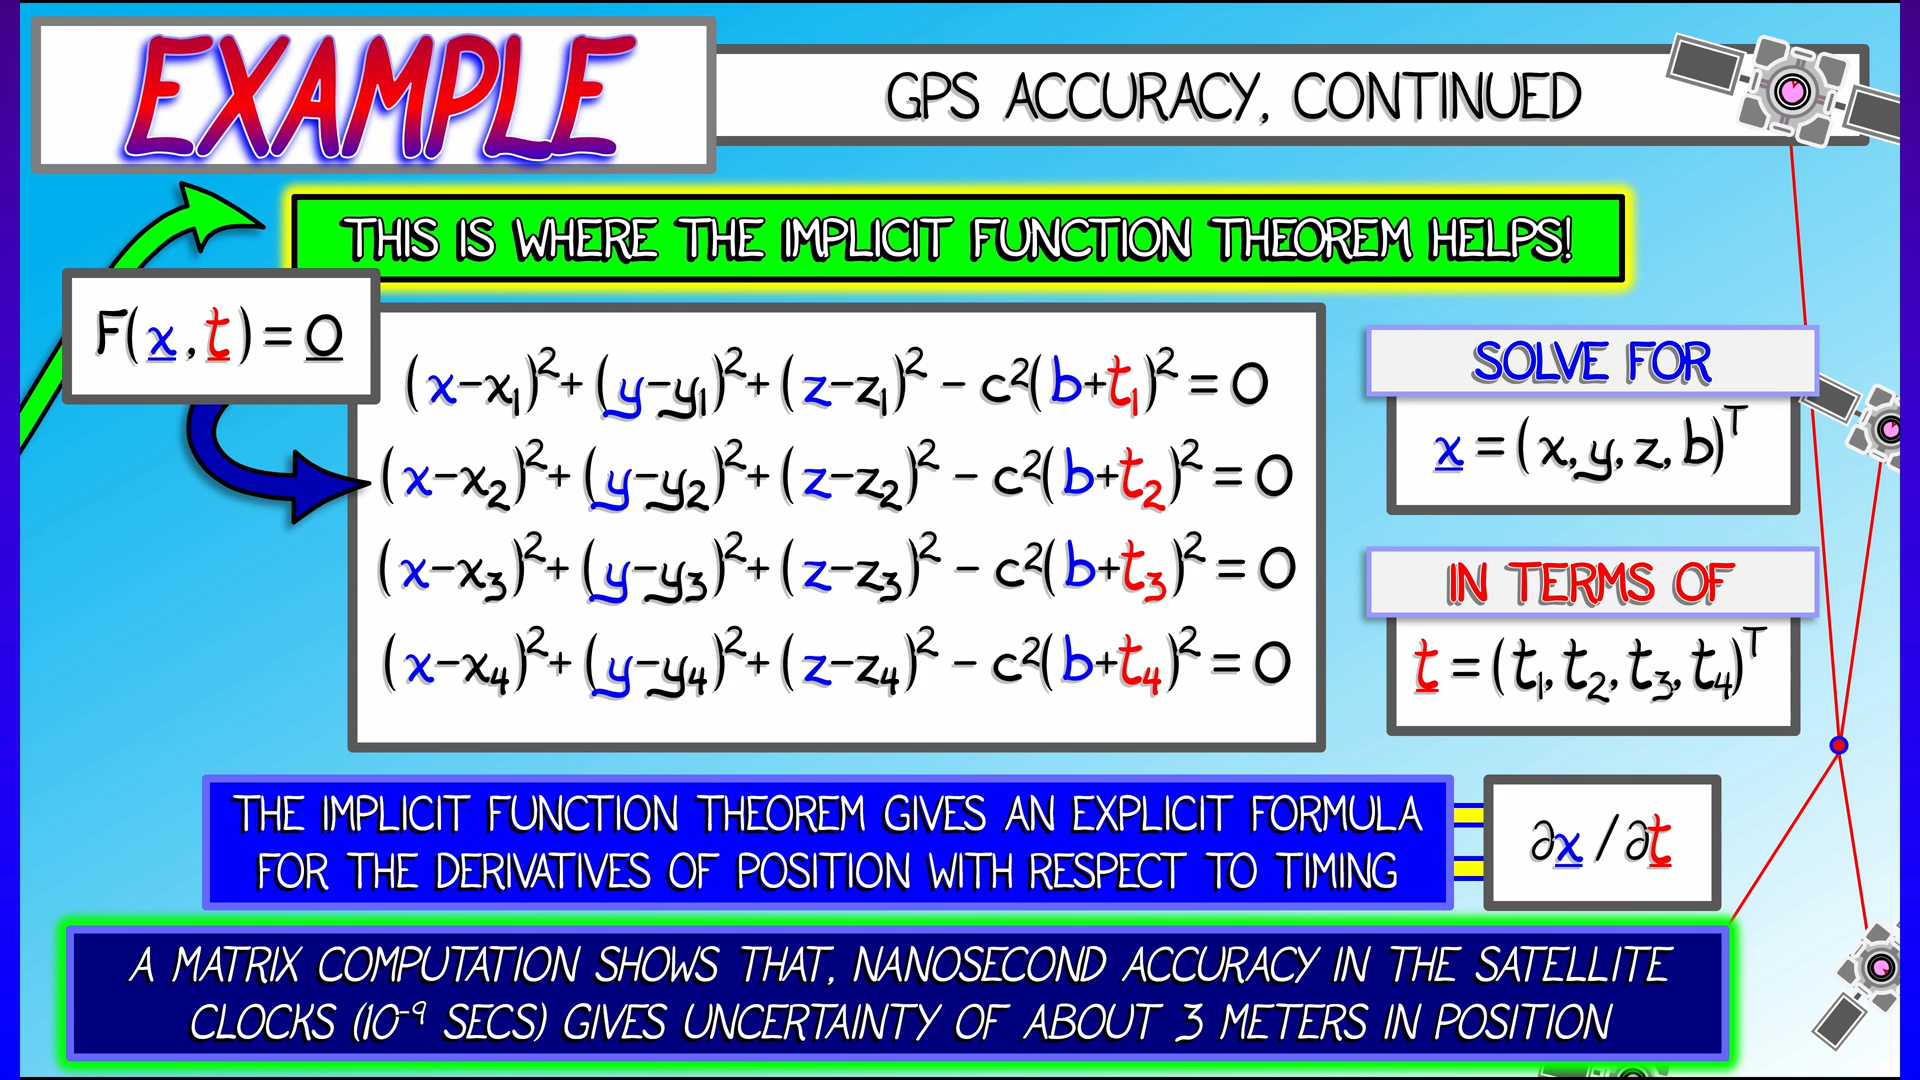 EXAMPLE
GPS ACCURACY, CONTINUED
THIS IS WHERE THE IMPLICIT FUNCTION THEOREM HELPS!
F(x, t) = 0
(x-x₁)² + (y-y₁)² + (z-z₁)² - c²(b+t₁)² = 0
(x-x₂)² + (y-y₂)² + (z-z₂)² - c²(b+t₂)² = 0
(x-x₃)² + (y-y₃)² + (z-z₃)² - c²(b+t₃)² = 0
(x-x₄)² + (y-y₄)² + (z-z₄)² - c²(b+t₄)² = 0
SOLVE FOR
x = (x, y, z, b)ᵀ
IN TERMS OF
t = (t₁, t₂, t₃, t₄)ᵀ
THE IMPLICIT FUNCTION THEOREM GIVES AN EXPLICIT FORMULA
FOR THE DERIVATIVES OF POSITION WITH RESPECT TO TIMING
∂x / ∂t
A MATRIX COMPUTATION SHOWS THAT, NANOSECOND ACCURACY IN THE SATELLITE
CLOCKS (10⁻⁹ SECS) GIVES UNCERTAINTY OF ABOUT 3 METERS IN POSITION